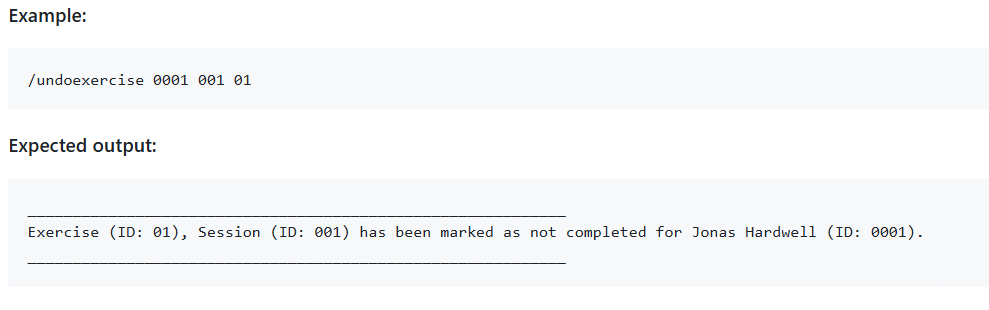 Example:
/undoexercise 0001 001 01
Expected output:
____________________________________________________________
Exercise (ID: 01), Session (ID: 001) has been marked as not completed for Jonas Hardwell (ID: 0001).
____________________________________________________________